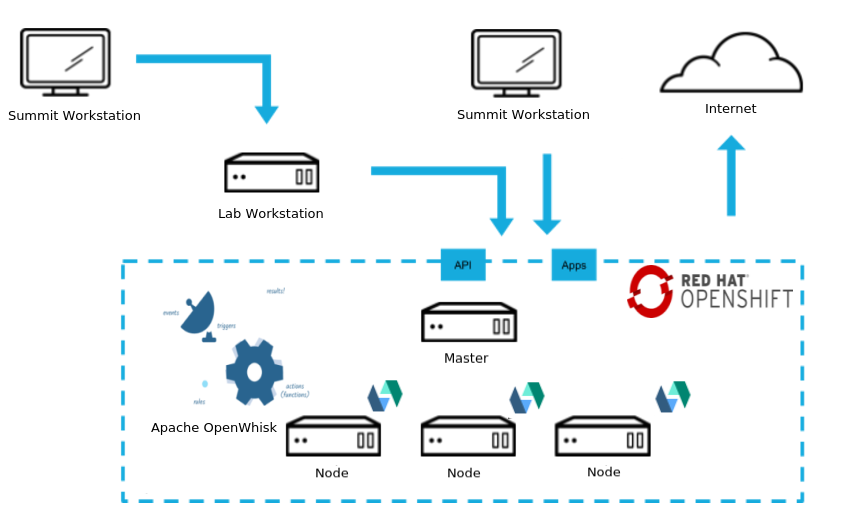 Summit Workstation
Summit Workstation
Internet
Lab Workstation
API
Apps
RED HAT®
OPENSHIFT
results!
events
triggers
Master
actions
(functions)
rules
Apache OpenWhisk
Node
Node
Node